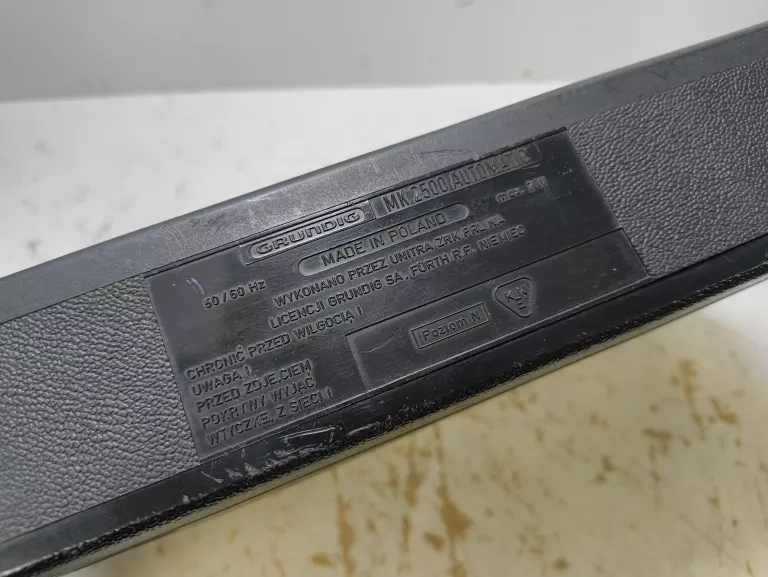 GRUNDIG MK 2500 AUTOMATIC
MADE IN POLAND
50/60 Hz
WYKONANO PRZEZ UNITRA ZRK P.RL. NA
LICENCJI GRUNDIG SA, FÜRTH R.F. NIEMIEC
CHRONIĆ PRZED WILGOCIĄ !
UWAGA !
PRZED ZDJĘCIEM
POKRYWY WYJĄĆ
WTYCZKĘ, Z SIECI !
Poziom N